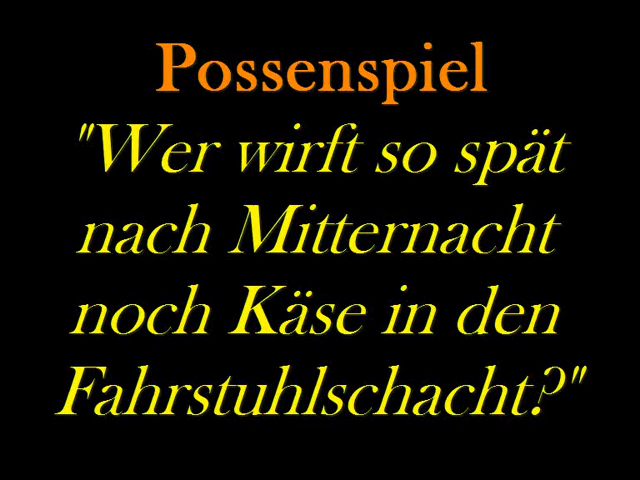 Possenspiel
"Wer wirft so spät
nach Mitternacht
noch Käse in den
Fahrstuhlschacht?"